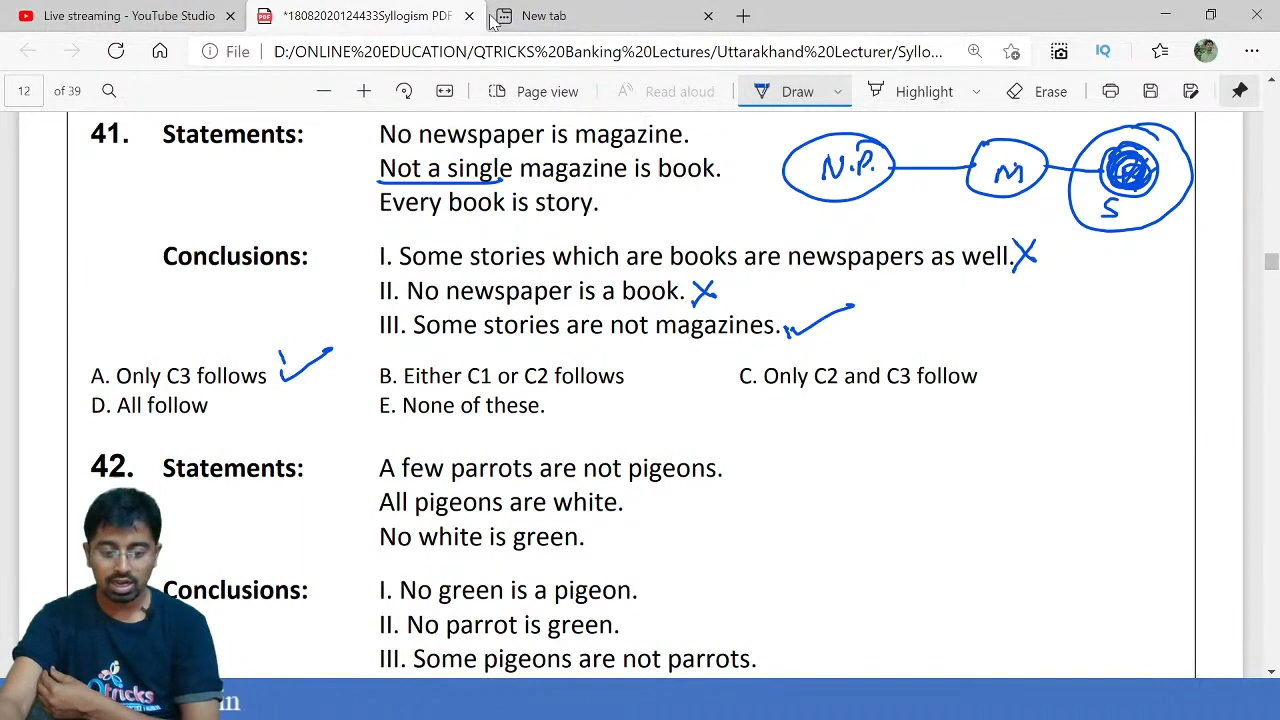 Live streaming - YouTube Studio
*18082020124433Syllogism PDF
New tab
File
D:/ONLINE%20EDUCATION/QTRICKS%20Banking%20Lectures/Uttarakhand%20Lecturer/Syllo...
IQ
12 of 39
Page view
Read aloud
Draw
Highlight
Erase
41. Statements: No newspaper is magazine.
Not a single magazine is book.
Every book is story.
N.P. M S
Conclusions: I. Some stories which are books are newspapers as well.
II. No newspaper is a book.
III. Some stories are not magazines.
A. Only C3 follows B. Either C1 or C2 follows C. Only C2 and C3 follow
D. All follow E. None of these.
42. Statements: A few parrots are not pigeons.
All pigeons are white.
No white is green.
Conclusions: I. No green is a pigeon.
II. No parrot is green.
III. Some pigeons are not parrots.
tricks
in